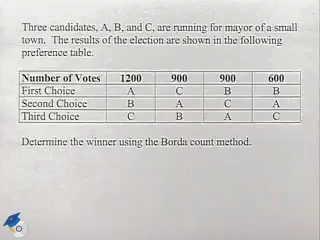 Three candidates, A, B, and C, are running for mayor of a small
town. The results of the election are shown in the following
preference table.
Number of Votes 1200 900 900 600
First Choice A C B B
Second Choice B A C A
Third Choice C B A C
Determine the winner using the Borda count method.